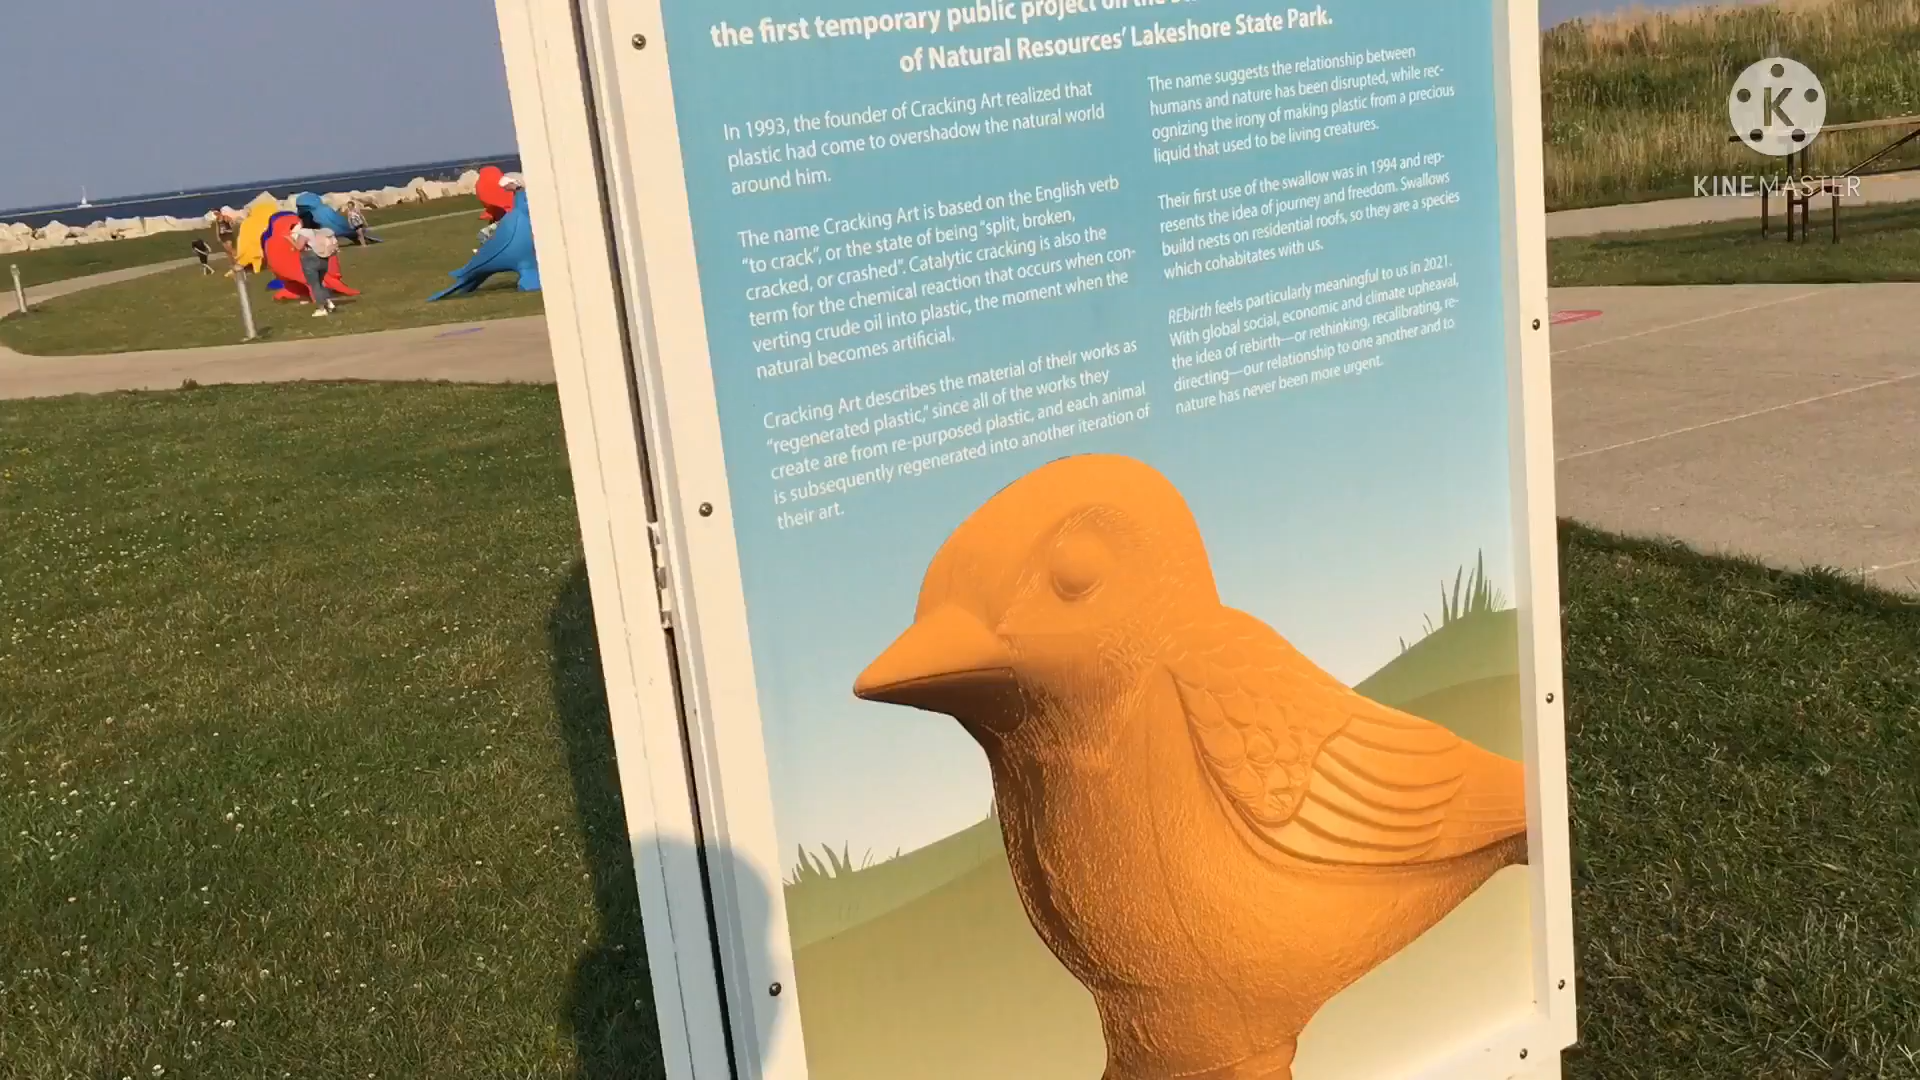 the first temporary public project on the
of Natural Resources' Lakeshore State Park.
In 1993, the founder of Cracking Art realized that
plastic had come to overshadow the natural world
around him.
The name Cracking Art is based on the English verb
"to crack", or the state of being "split, broken,
cracked, or crashed". Catalytic cracking is also the
term for the chemical reaction that occurs when con-
verting crude oil into plastic, the moment when the
natural becomes artificial.
Cracking Art describes the material of their works as
"regenerated plastic," since all of the works they
create are from re-purposed plastic, and each animal
is subsequently regenerated into another iteration of
their art.
The name suggests the relationship between
humans and nature has been disrupted, while rec-
ognizing the irony of making plastic from a precious
liquid that used to be living creatures.
Their first use of the swallow was in 1994 and rep-
resents the idea of journey and freedom. Swallows
build nests on residential roofs, so they are a species
which cohabitates with us.
REbirth feels particularly meaningful to us in 2021.
With global social, economic and climate upheaval,
the idea of rebirth—or rethinking, recalibrating, re-
directing—our relationship to one another and to
nature has never been more urgent.
K
KINEMASTER